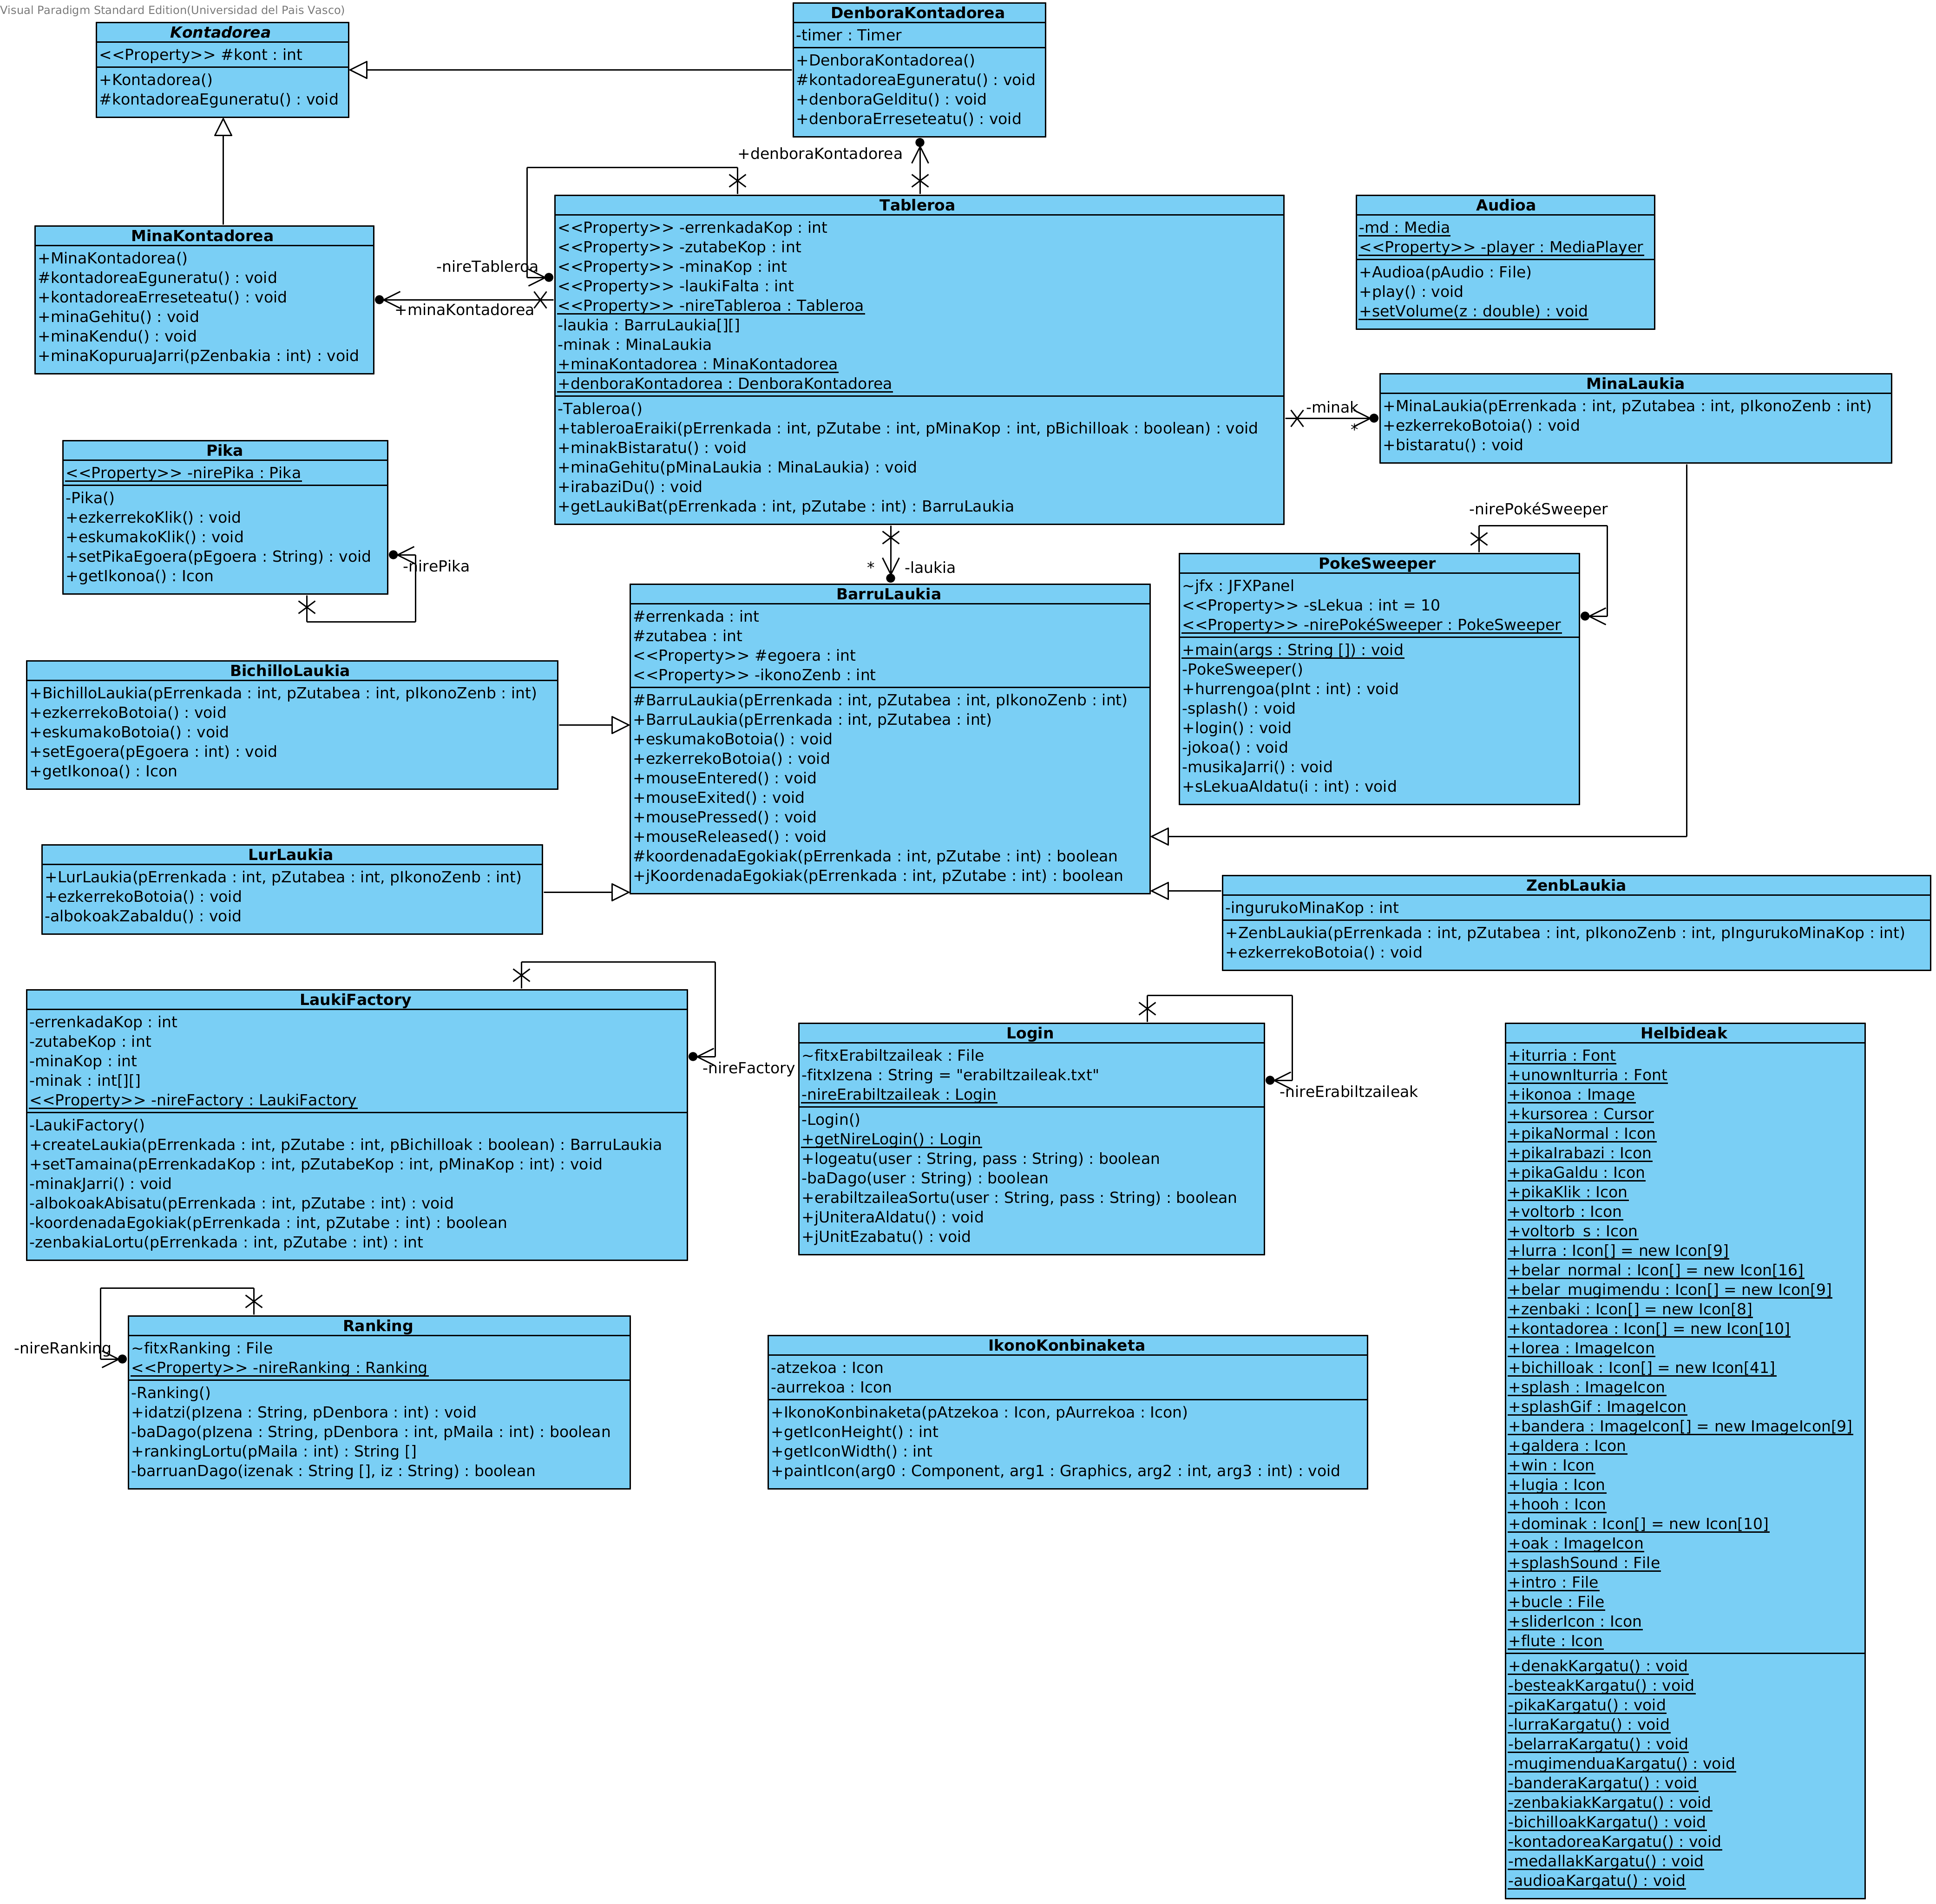 Visual Paradigm Standard Edition(Universidad del Pais Vasco)
Kontadorea
<<Property>> #kont : int
+Kontadorea()
#kontadoreaEguneratu() : void
DenboraKontadorea
-timer : Timer
+DenboraKontadorea()
#kontadoreaEguneratu() : void
+denboraGelditu() : void
+denboraErreseteatu() : void
+denboraKontadorea
-nireTableroa
+minaKontadorea
MinaKontadorea
+MinaKontadorea()
#kontadoreaEguneratu() : void
+kontadoreaErreseteatu() : void
+minaGehitu() : void
+minaKendu() : void
+minaKopuruaJarri(pZenbakia : int) : void
Tableroa
<<Property>> -errenkadaKop : int
<<Property>> -zutabeKop : int
<<Property>> -minaKop : int
<<Property>> -laukiFalta : int
<<Property>> -nireTableroa : Tableroa
-laukia : BarruLaukia[][]
-minak : MinaLaukia
+minaKontadorea : MinaKontadorea
+denboraKontadorea : DenboraKontadorea
-Tableroa()
+tableroaEraiki(pErrenkada : int, pZutabe : int, pMinaKop : int, pBichilloak : boolean) : void
+minakBistaratu() : void
+minaGehitu(pMinaLaukia : MinaLaukia) : void
+irabaziDu() : void
+getLaukiBat(pErrenkada : int, pZutabe : int) : BarruLaukia
Audioa
-md : Media
<<Property>> -player : MediaPlayer
+Audioa(pAudio : File)
+play() : void
+setVolume(z : double) : void
-minak
*
MinaLaukia
+MinaLaukia(pErrenkada : int, pZutabea : int, pIkonoZenb : int)
+ezkerrekoBotoia() : void
+bistaratu() : void
Pika
<<Property>> -nirePika : Pika
-Pika()
+ezkerrekoKlik() : void
+eskumakoKlik() : void
+setPikaEgoera(pEgoera : String) : void
+getIkonoa() : Icon
-nirePika
* -laukia
-nirePokéSweeper
PokeSweeper
~jfx : JFXPanel
<<Property>> -sLekua : int = 10
<<Property>> -nirePokéSweeper : PokeSweeper
+main(args : String []) : void
-PokeSweeper()
+hurrengoa(pInt : int) : void
-splash() : void
+login() : void
-jokoa() : void
-musikaJarri() : void
+sLekuaAldatu(i : int) : void
BarruLaukia
#errenkada : int
#zutabea : int
<<Property>> #egoera : int
<<Property>> -ikonoZenb : int
#BarruLaukia(pErrenkada : int, pZutabea : int, pIkonoZenb : int)
+BarruLaukia(pErrenkada : int, pZutabea : int)
+eskumakoBotoia() : void
+ezkerrekoBotoia() : void
+mouseEntered() : void
+mouseExited() : void
+mousePressed() : void
+mouseReleased() : void
#koordenadaEgokiak(pErrenkada : int, pZutabe : int) : boolean
+jKoordenadaEgokiak(pErrenkada : int, pZutabe : int) : boolean
BichilloLaukia
+BichilloLaukia(pErrenkada : int, pZutabea : int, pIkonoZenb : int)
+ezkerrekoBotoia() : void
+eskumakoBotoia() : void
+setEgoera(pEgoera : int) : void
+getIkonoa() : Icon
LurLaukia
+LurLaukia(pErrenkada : int, pZutabea : int, pIkonoZenb : int)
+ezkerrekoBotoia() : void
-albokoakZabaldu() : void
ZenbLaukia
-ingurukoMinaKop : int
+ZenbLaukia(pErrenkada : int, pZutabea : int, pIkonoZenb : int, pIngurukoMinaKop : int)
+ezkerrekoBotoia() : void
LaukiFactory
-errenkadaKop : int
-zutabeKop : int
-minaKop : int
-minak : int[][]
<<Property>> -nireFactory : LaukiFactory
-LaukiFactory()
+createLaukia(pErrenkada : int, pZutabe : int, pBichilloak : boolean) : BarruLaukia
+setTamaina(pErrenkadaKop : int, pZutabeKop : int, pMinaKop : int) : void
-minakJarri() : void
-albokoakAbisatu(pErrenkada : int, pZutabe : int) : void
-koordenadaEgokiak(pErrenkada : int, pZutabe : int) : boolean
-zenbakiaLortu(pErrenkada : int, pZutabe : int) : int
-nireFactory
Login
~fitxErabiltzaileak : File
-fitxIzena : String = "erabiltzaileak.txt"
-nireErabiltzaileak : Login
-Login()
+getNireLogin() : Login
+logeatu(user : String, pass : String) : boolean
-baDago(user : String) : boolean
+erabiltzaileaSortu(user : String, pass : String) : boolean
+jUniteraAldatu() : void
+jUnitEzabatu() : void
-nireErabiltzaileak
Helbideak
+iturria : Font
+unownIturria : Font
+ikonoa : Image
+kursorea : Cursor
+pikaNormal : Icon
+pikaIrabazi : Icon
+pikaGaldu : Icon
+pikaKlik : Icon
+voltorb : Icon
+voltorb_s : Icon
+lurra : Icon[] = new Icon[9]
+belar_normal : Icon[] = new Icon[16]
+belar_mugimendu : Icon[] = new Icon[9]
+zenbaki : Icon[] = new Icon[8]
+kontadorea : Icon[] = new Icon[10]
+lorea : ImageIcon
+bichilloak : Icon[] = new Icon[41]
+splash : ImageIcon
+splashGif : ImageIcon
+bandera : ImageIcon[] = new ImageIcon[9]
+galdera : Icon
+win : Icon
+lugia : Icon
+hooh : Icon
+dominak : Icon[] = new Icon[10]
+oak : ImageIcon
+splashSound : File
+intro : File
+bucle : File
+sliderIcon : Icon
+flute : Icon
+denakKargatu() : void
-besteakKargatu() : void
-pikaKargatu() : void
-lurraKargatu() : void
-belarraKargatu() : void
-mugimenduaKargatu() : void
-banderaKargatu() : void
-zenbakiakKargatu() : void
-bichilloakKargatu() : void
-kontadoreaKargatu() : void
-medallakKargatu() : void
-audioaKargatu() : void
-nireRanking
Ranking
~fitxRanking : File
<<Property>> -nireRanking : Ranking
-Ranking()
+idatzi(pIzena : String, pDenbora : int) : void
-baDago(pIzena : String, pDenbora : int, pMaila : int) : boolean
+rankingLortu(pMaila : int) : String []
-barruanDago(izenak : String [], iz : String) : boolean
IkonoKonbinaketa
-atzekoa : Icon
-aurrekoa : Icon
+IkonoKonbinaketa(pAtzekoa : Icon, pAurrekoa : Icon)
+getIconHeight() : int
+getIconWidth() : int
+paintIcon(arg0 : Component, arg1 : Graphics, arg2 : int, arg3 : int) : void